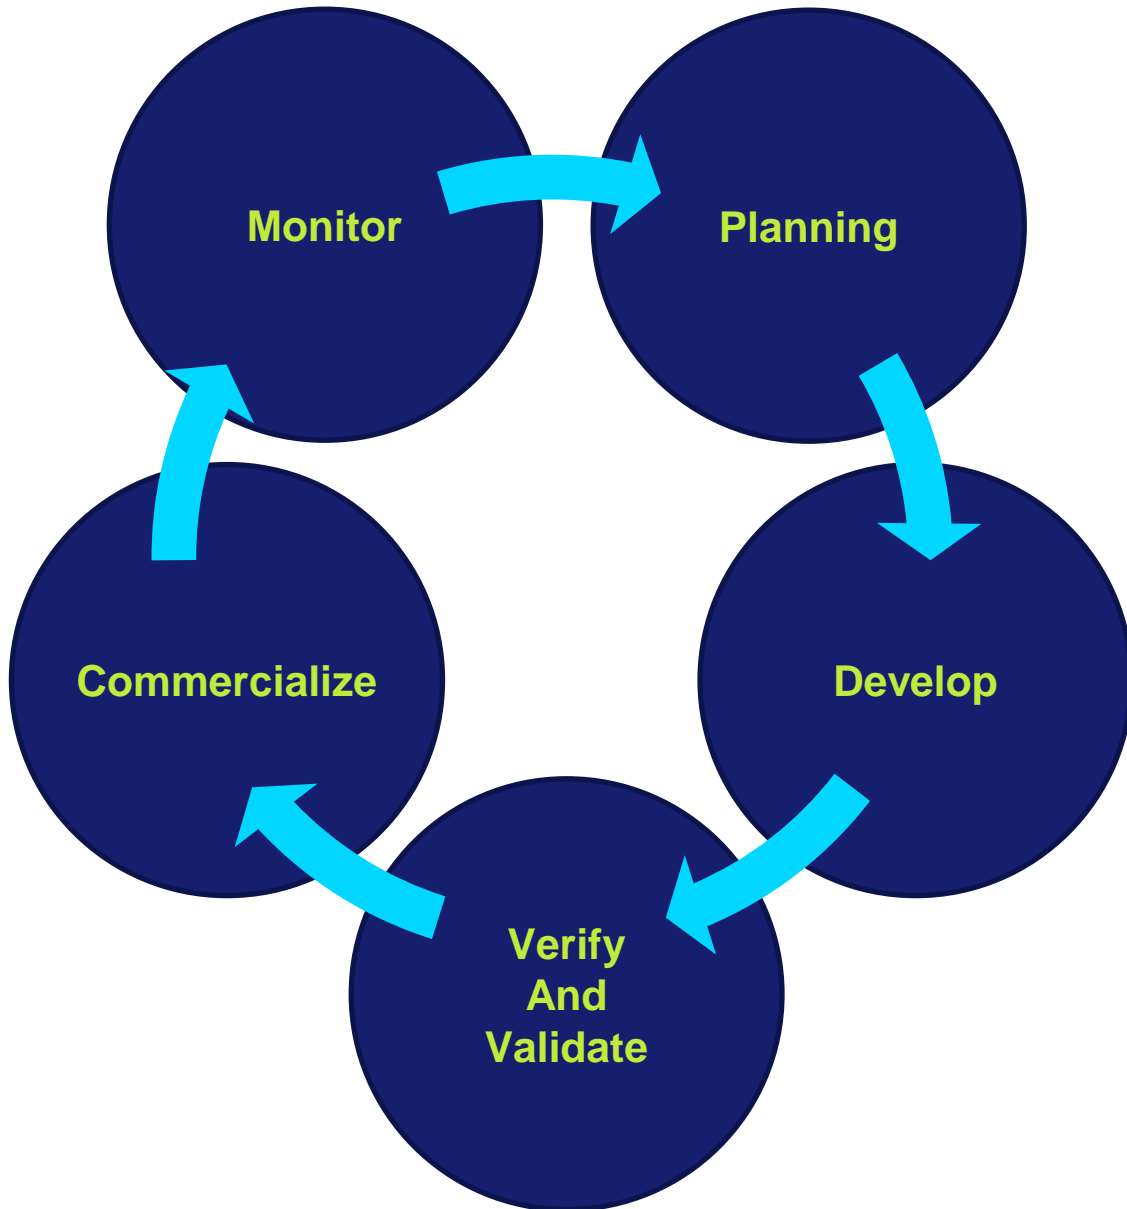 Monitor
Planning
Commercialize
Develop
Verify
And
Validate